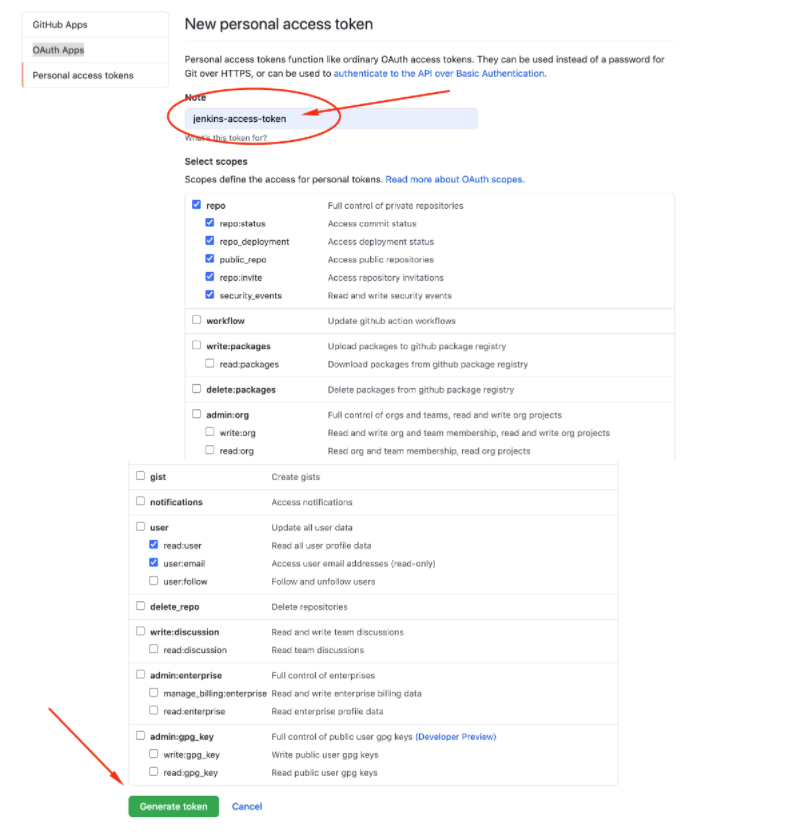 GitHub Apps
OAuth Apps
Personal access tokens
New personal access token
Personal access tokens function like ordinary OAuth access tokens. They can be used instead of a password for
Git over HTTPS, or can be used to authenticate to the API over Basic Authentication.
Note
jenkins-access-token
What's this token for?
Select scopes
Scopes define the access for personal tokens. Read more about OAuth scopes.
repo Full control of private repositories
repo:status Access commit status
repo_deployment Access deployment status
public_repo Access public repositories
repo:invite Access repository invitations
security_events Read and write security events
workflow Update github action workflows
write:packages Upload packages to github package registry
read:packages Download packages from github package registry
delete:packages Delete packages from github package registry
admin:org Full control of orgs and teams, read and write org projects
write:org Read and write org and team membership, read and write org projects
read:org Read org and team membership, read org projects
gist Create gists
notifications Access notifications
user Update all user data
read:user Read all user profile data
user:email Access user email addresses (read-only)
user:follow Follow and unfollow users
delete_repo Delete repositories
write:discussion Read and write team discussions
read:discussion Read team discussions
admin:enterprise Full control of enterprises
manage_billing:enterprise Read and write enterprise billing data
read:enterprise Read enterprise profile data
admin:gpg_key Full control of public user gpg keys (Developer Preview)
write:gpg_key Write public user gpg keys
read:gpg_key Read public user gpg keys
Generate token Cancel